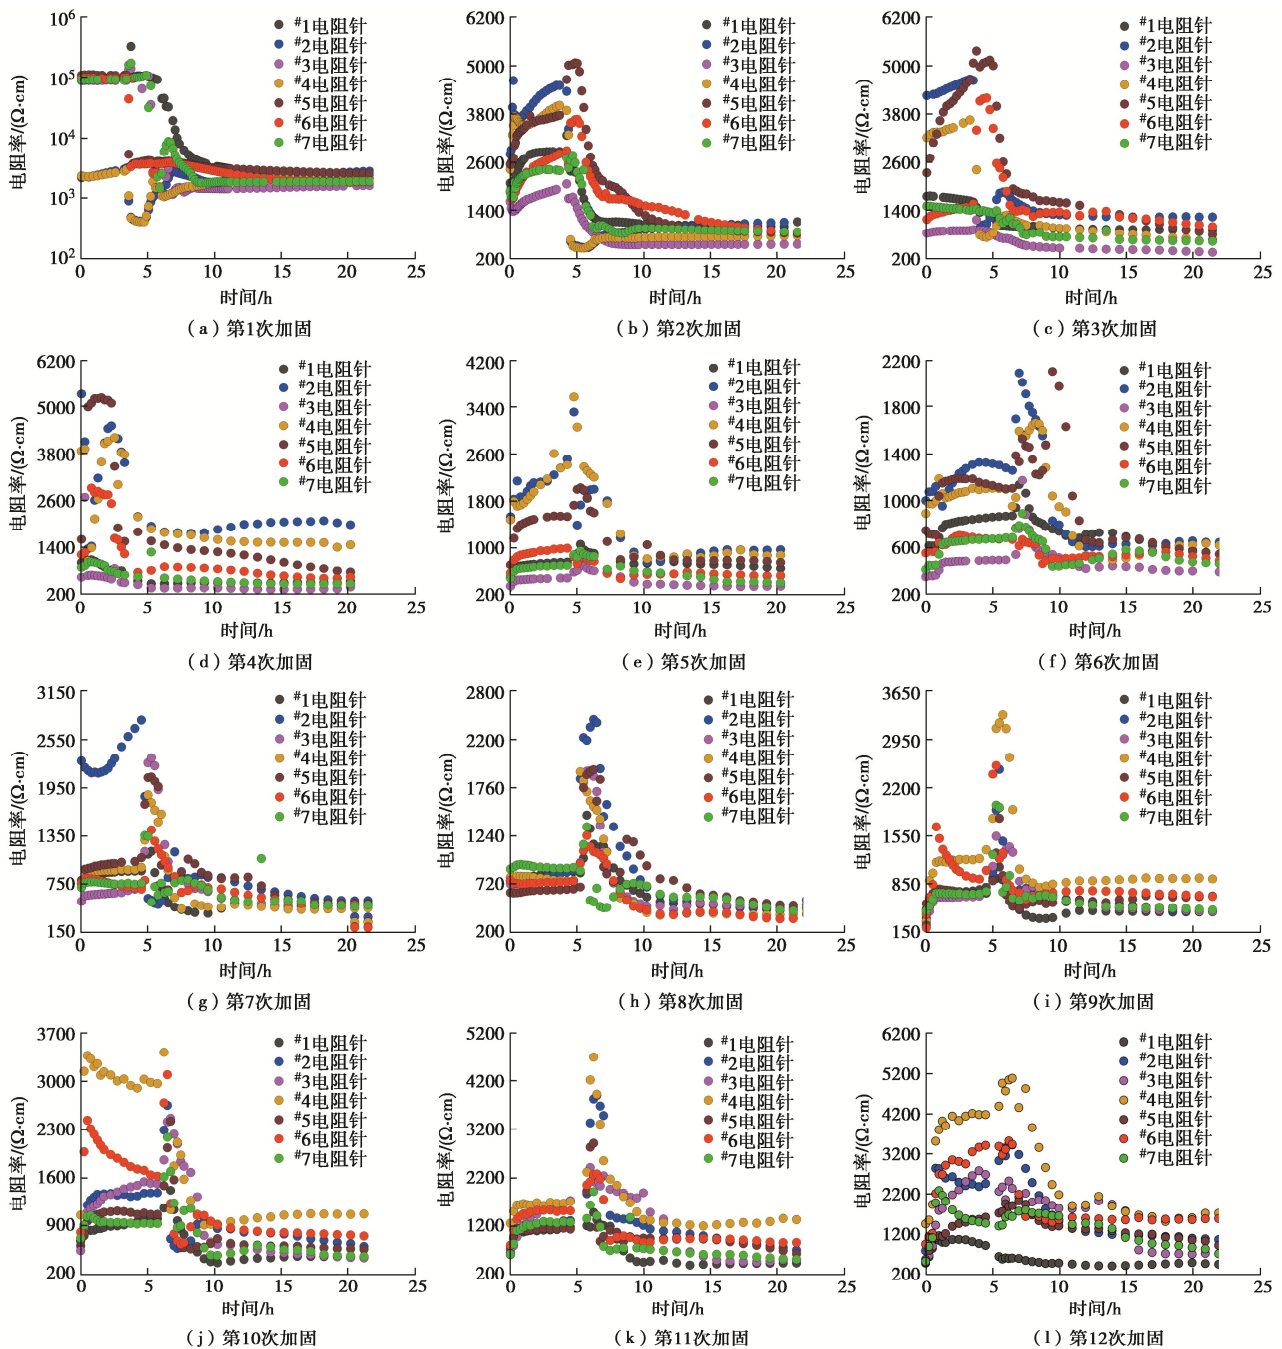 电阻率/(Ω·cm)
10⁶
10⁵
10⁴
10³
10²
0
5
10
15
20
25
#1电阻针
#2电阻针
#3电阻针
#4电阻针
#5电阻针
#6电阻针
#7电阻针
时间/h
（a）第1次加固
电阻率/(Ω·cm)
6200
5000
3800
2600
1400
200
0
5
10
15
20
25
#1电阻针
#2电阻针
#3电阻针
#4电阻针
#5电阻针
#6电阻针
#7电阻针
时间/h
（b）第2次加固
电阻率/(Ω·cm)
6200
5000
3800
2600
1400
200
0
5
10
15
20
25
#1电阻针
#2电阻针
#3电阻针
#4电阻针
#5电阻针
#6电阻针
#7电阻针
时间/h
（c）第3次加固
电阻率/(Ω·cm)
6200
5000
3800
2600
1400
200
0
5
10
15
20
25
#1电阻针
#2电阻针
#3电阻针
#4电阻针
#5电阻针
#6电阻针
#7电阻针
时间/h
（d）第4次加固
电阻率/(Ω·cm)
4200
3400
2600
1800
1000
200
0
5
10
15
20
25
#1电阻针
#2电阻针
#3电阻针
#4电阻针
#5电阻针
#6电阻针
#7电阻针
时间/h
（e）第5次加固
电阻率/(Ω·cm)
2200
1800
1400
1000
600
200
0
5
10
15
20
25
#1电阻针
#2电阻针
#3电阻针
#4电阻针
#5电阻针
#6电阻针
#7电阻针
时间/h
（f）第6次加固
电阻率/(Ω·cm)
3150
2550
1950
1350
750
150
0
5
10
15
20
25
#1电阻针
#2电阻针
#3电阻针
#4电阻针
#5电阻针
#6电阻针
#7电阻针
时间/h
（g）第7次加固
电阻率/(Ω·cm)
2800
2200
1760
1240
720
200
0
5
10
15
20
25
#1电阻针
#2电阻针
#3电阻针
#4电阻针
#5电阻针
#6电阻针
#7电阻针
时间/h
（h）第8次加固
电阻率/(Ω·cm)
3650
2950
2200
1550
850
150
0
5
10
15
20
25
#1电阻针
#2电阻针
#3电阻针
#4电阻针
#5电阻针
#6电阻针
#7电阻针
时间/h
（i）第9次加固
电阻率/(Ω·cm)
3700
3000
2300
1600
900
200
0
5
10
15
20
25
#1电阻针
#2电阻针
#3电阻针
#4电阻针
#5电阻针
#6电阻针
#7电阻针
时间/h
（j）第10次加固
电阻率/(Ω·cm)
5200
4200
3200
2200
1200
200
0
5
10
15
20
25
#1电阻针
#2电阻针
#3电阻针
#4电阻针
#5电阻针
#6电阻针
#7电阻针
时间/h
（k）第11次加固
电阻率/(Ω·cm)
6200
5200
4200
3200
2200
1200
200
0
5
10
15
20
25
#1电阻针
#2电阻针
#3电阻针
#4电阻针
#5电阻针
#6电阻针
#7电阻针
时间/h
（l）第12次加固